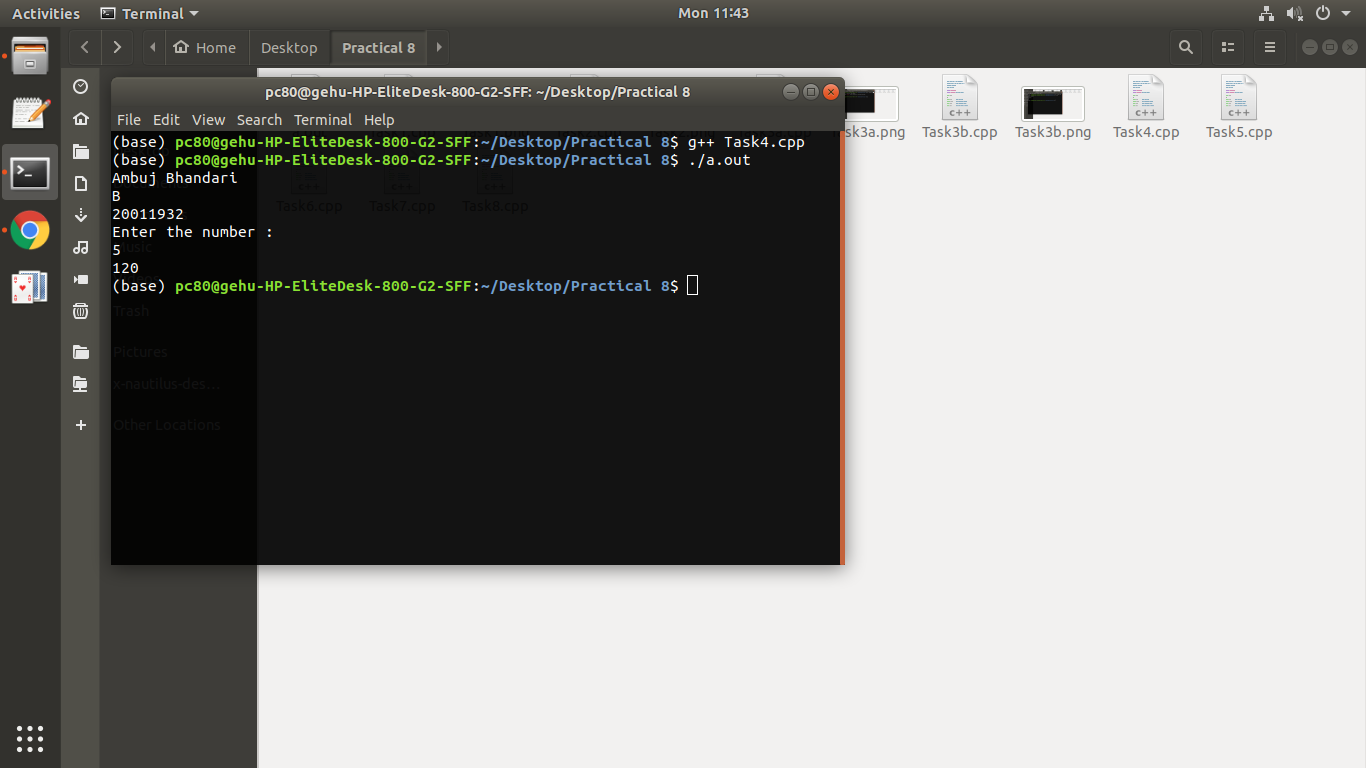 Activities Terminal Mon 11:43
Home Desktop Practical 8
pc80@gehu-HP-EliteDesk-800-G2-SFF: ~/Desktop/Practical 8
File Edit View Search Terminal Help
(base) pc80@gehu-HP-EliteDesk-800-G2-SFF:~/Desktop/Practical 8$ g++ Task4.cpp
(base) pc80@gehu-HP-EliteDesk-800-G2-SFF:~/Desktop/Practical 8$ ./a.out
Ambuj Bhandari
B
20011932
Enter the number :
5
120
(base) pc80@gehu-HP-EliteDesk-800-G2-SFF:~/Desktop/Practical 8$
sk3a.png Task3b.cpp Task3b.png Task4.cpp Task5.cpp
Task6.cpp Task7.cpp Task8.cpp
Music
Trash
Pictures
x-nautilus-des…
Other Locations